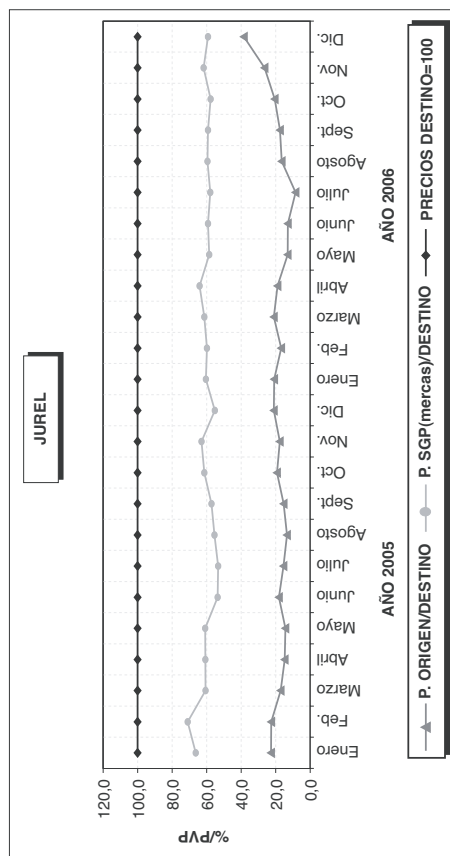 JUREL
%/PVP
120,0
100,0
80,0
60,0
40,0
20,0
0,0
Enero
Feb.
Marzo
Abril
Mayo
Junio
Julio
Agosto
Sept.
Oct.
Nov.
Dic.
Enero
Feb.
Marzo
Abril
Mayo
Junio
Julio
Agosto
Sept.
Oct.
Nov.
Dic.
AÑO 2005
AÑO 2006
P. ORIGEN/DESTINO
P. SGP(mercas)/DESTINO
PRECIOS DESTINO=100